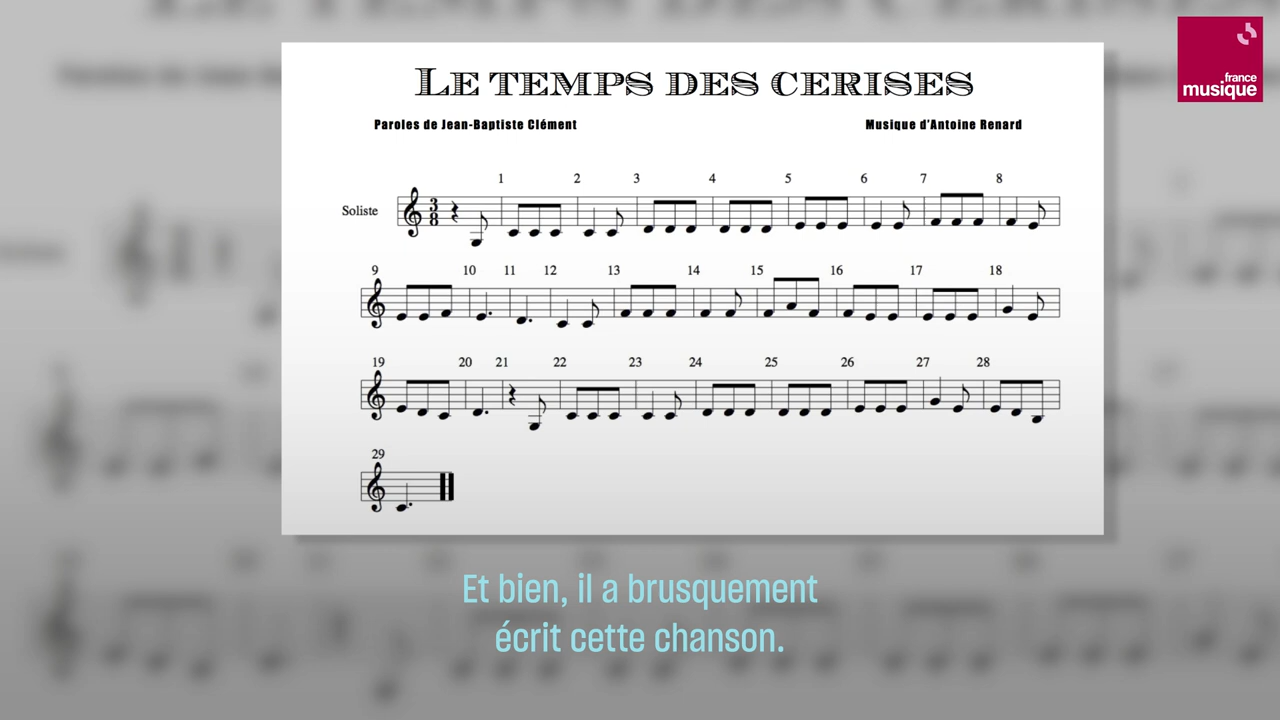 LE TEMPS DES CERISES
Paroles de Jean-Baptiste Clément
Musique d'Antoine Renard
1 2 3 4 5 6 7 8
Soliste
3
8
9 10 11 12 13 14 15 16 17 18
19 20 21 22 23 24 25 26 27 28
29
Et bien, il a brusquement
écrit cette chanson.
france
musique